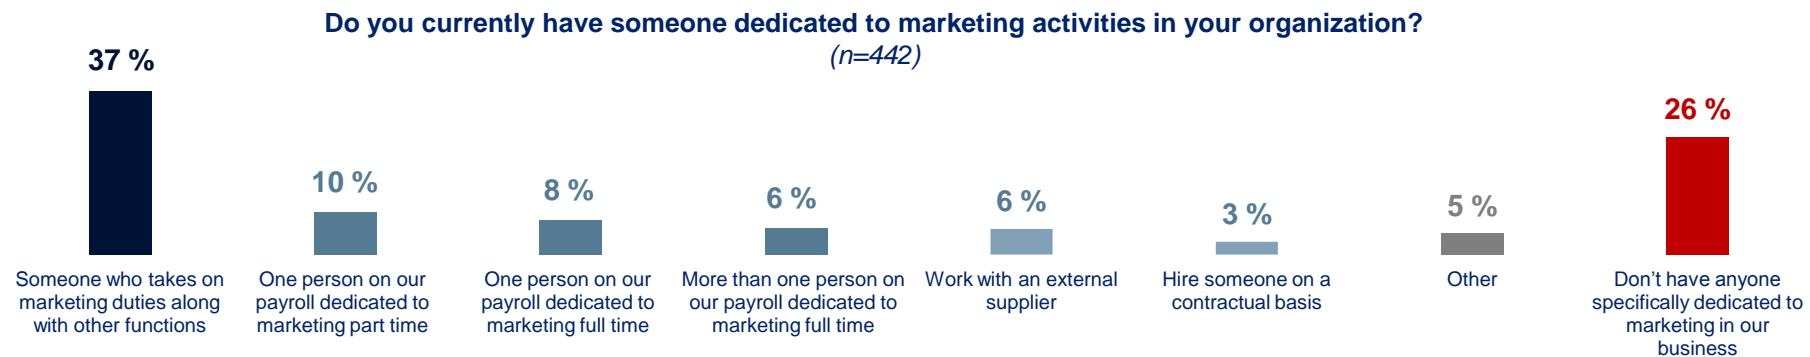 Do you currently have someone dedicated to marketing activities in your organization?
(n=442)
37 %
10 %
8 %
6 %
6 %
3 %
5 %
26 %
Someone who takes on
marketing duties along
with other functions
One person on our
payroll dedicated to
marketing part time
One person on our
payroll dedicated to
marketing full time
More than one person on
our payroll dedicated to
marketing full time
Work with an external
supplier
Hire someone on a
contractual basis
Other
Don’t have anyone
specifically dedicated to
marketing in our
business